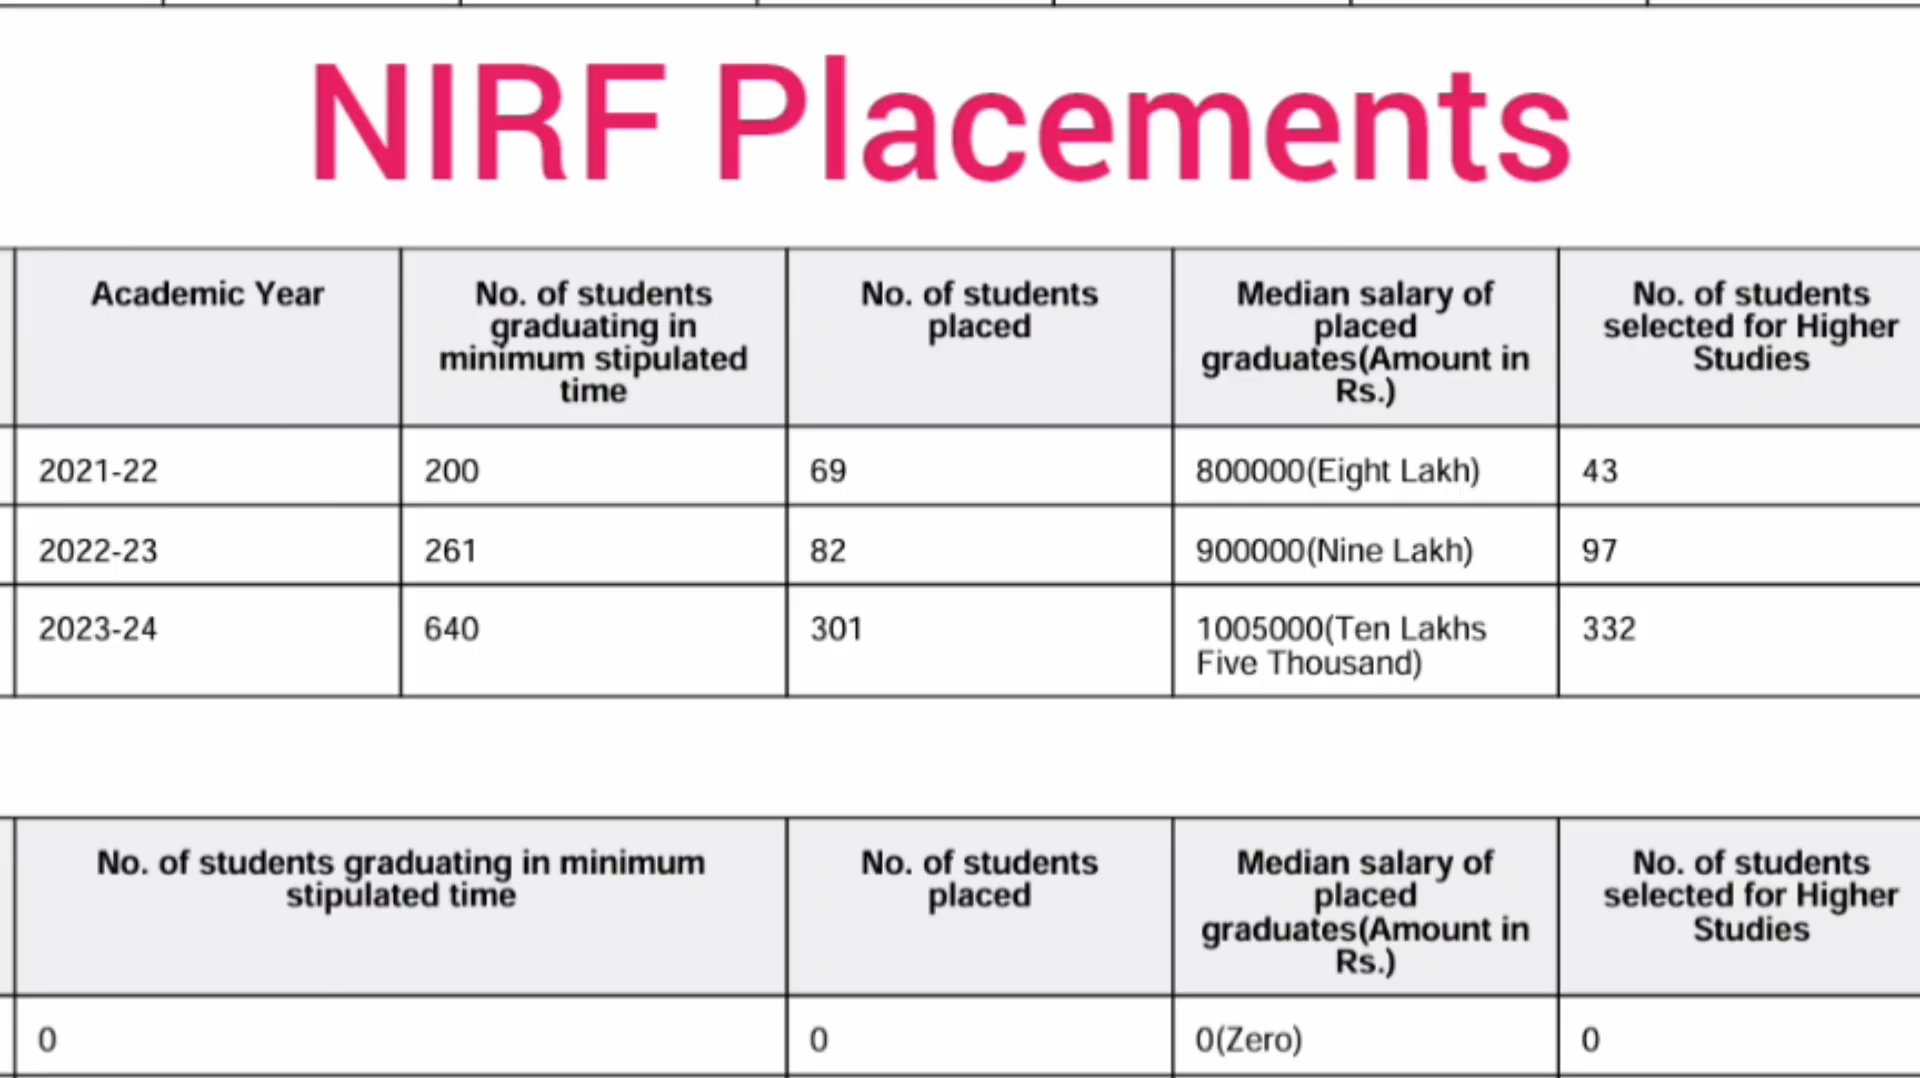 NIRF Placements
Academic Year
No. of students
graduating in
minimum stipulated
time
No. of students
placed
Median salary of
placed
graduates(Amount in
Rs.)
No. of students
selected for Higher
Studies
2021-22 200 69 800000(Eight Lakh) 43
2022-23 261 82 900000(Nine Lakh) 97
2023-24 640 301 1005000(Ten Lakhs
Five Thousand) 332
No. of students graduating in minimum
stipulated time
No. of students
placed
Median salary of
placed
graduates(Amount in
Rs.)
No. of students
selected for Higher
Studies
0 0 0(Zero) 0